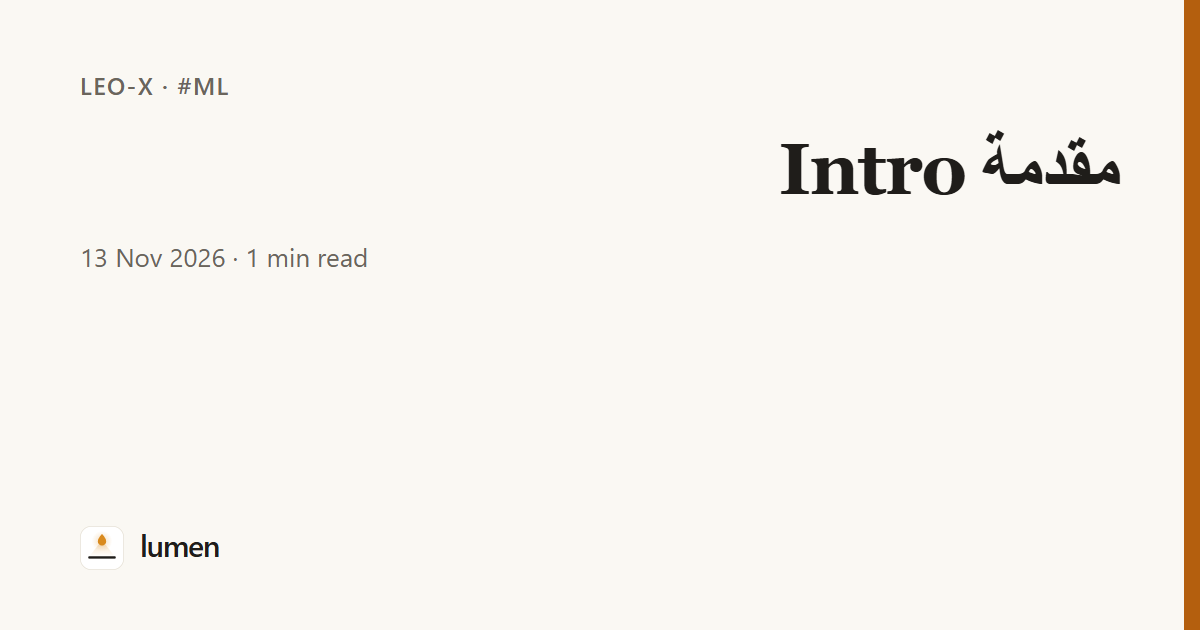 LEO-X · #ML
مقدمة Intro
13 Nov 2026 · 1 min read
lumen